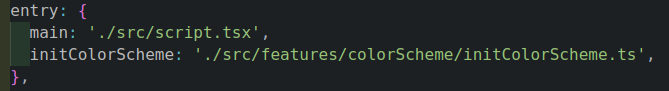 entry: {
main: './src/script.tsx',
initColorScheme: './src/features/colorScheme/initColorScheme.ts',
},